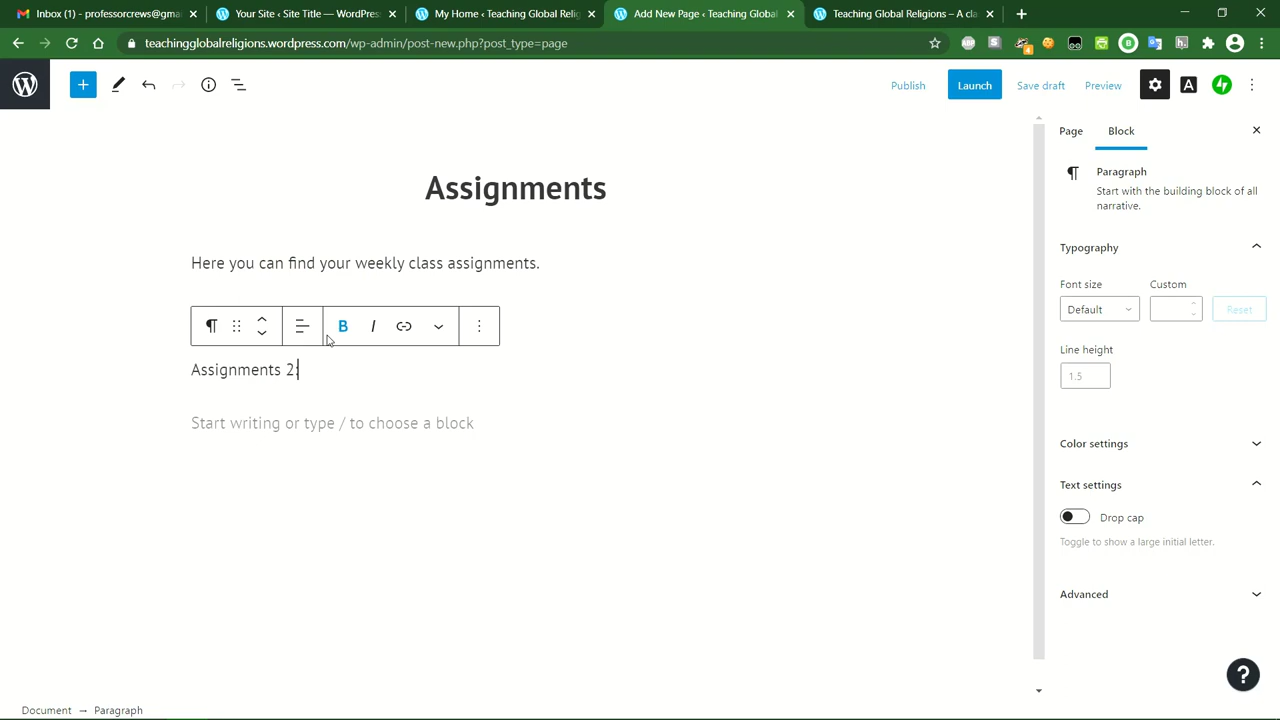 Inbox (1) - professorcrews@gma
Your Site ‹ Site Title — WordPres
My Home ‹ Teaching Global Relig
Add New Page ‹ Teaching Global
Teaching Global Religions – A cla
teachingglobalreligions.wordpress.com/wp-admin/post-new.php?post_type=page
Publish
Launch
Save draft
Preview
Page
Block
Assignments
Paragraph
Start with the building block of all
narrative.
Typography
Here you can find your weekly class assignments.
Font size
Custom
Default
Reset
B I
Line height
1.5
Assignments 2:
Start writing or type / to choose a block
Color settings
Text settings
Drop cap
Toggle to show a large initial letter.
Advanced
Document → Paragraph